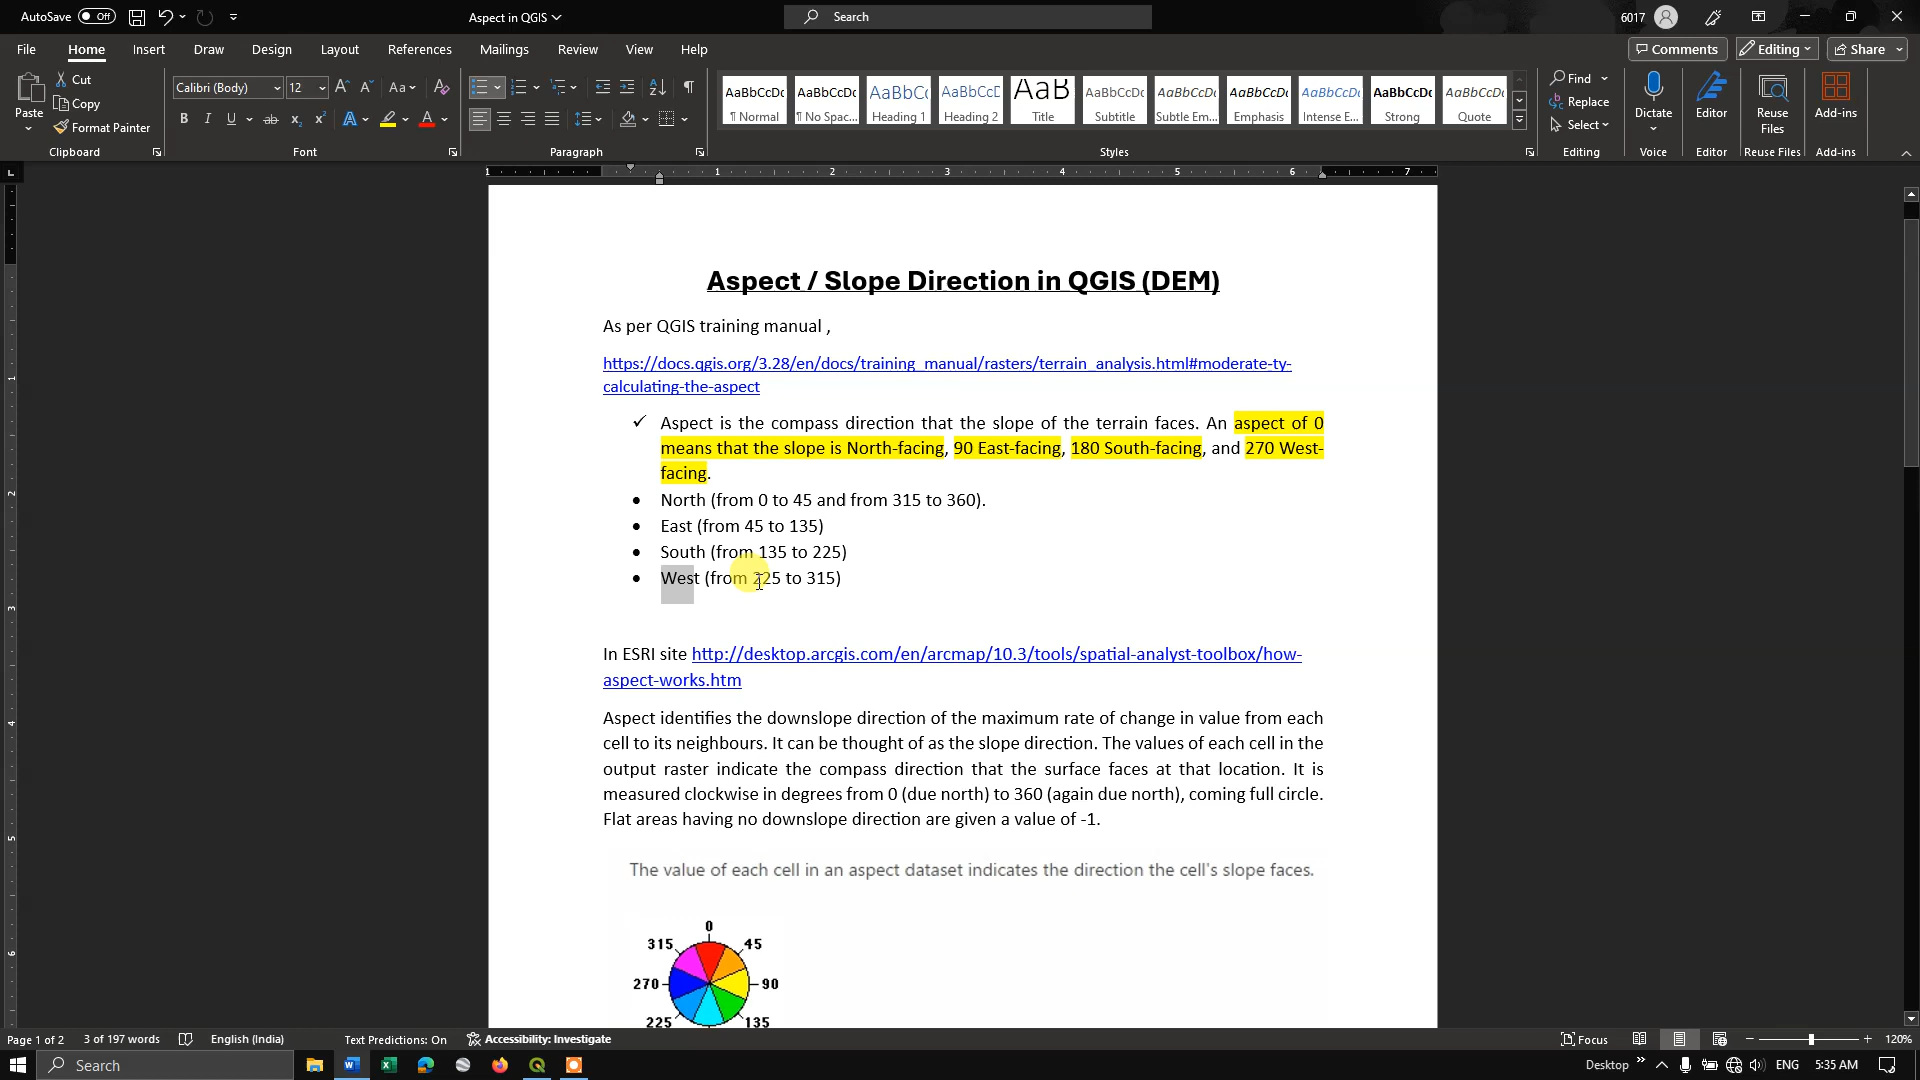 AutoSave Off
Aspect in QGIS
Search
6017
File Home Insert Draw Design Layout References Mailings Review View Help
Comments Editing Share
Paste
Cut
Copy
Format Painter
Calibri (Body) 12
AaBbCcDc AaBbCcDc AaBbC AaBbCcD AaB AaBbCcDc AaBbCcDc AaBbCcDc AaBbCcDc AaBbCcDc AaBbCcDc
¶ Normal ¶ No Spac... Heading 1 Heading 2 Title Subtitle Subtle Em... Emphasis Intense E... Strong Quote
Find
Replace
Select
Dictate
Editor
Reuse Files
Add-ins
Clipboard Font Paragraph Styles Editing Voice Editor Reuse Files Add-ins
1 1 2 3 4 5 6 7
Aspect / Slope Direction in QGIS (DEM)
As per QGIS training manual ,
https://docs.qgis.org/3.28/en/docs/training_manual/rasters/terrain_analysis.html#moderate-ty-
calculating-the-aspect
✓ Aspect is the compass direction that the slope of the terrain faces. An aspect of 0
means that the slope is North-facing, 90 East-facing, 180 South-facing, and 270 West-
facing.
• North (from 0 to 45 and from 315 to 360).
• East (from 45 to 135)
• South (from 135 to 225)
• West (from 225 to 315)
In ESRI site http://desktop.arcgis.com/en/arcmap/10.3/tools/spatial-analyst-toolbox/how-
aspect-works.htm
Aspect identifies the downslope direction of the maximum rate of change in value from each
cell to its neighbours. It can be thought of as the slope direction. The values of each cell in the
output raster indicate the compass direction that the surface faces at that location. It is
measured clockwise in degrees from 0 (due north) to 360 (again due north), coming full circle.
Flat areas having no downslope direction are given a value of -1.
The value of each cell in an aspect dataset indicates the direction the cell's slope faces.
0
315 45
270 90
225 135
Page 1 of 2 3 of 197 words English (India) Text Predictions: On Accessibility: Investigate Focus 120%
Search
Desktop ENG 5:35 AM